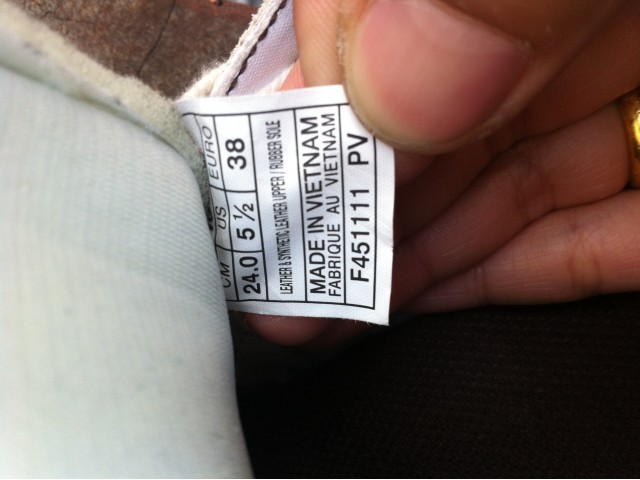 CM US EURO
24.0 5 ½ 38
LEATHER & SYNTHETIC LEATHER UPPER / RUBBER SOLE
MADE IN VIETNAM
FABRIQUE AU VIETNAM
F451111 PV